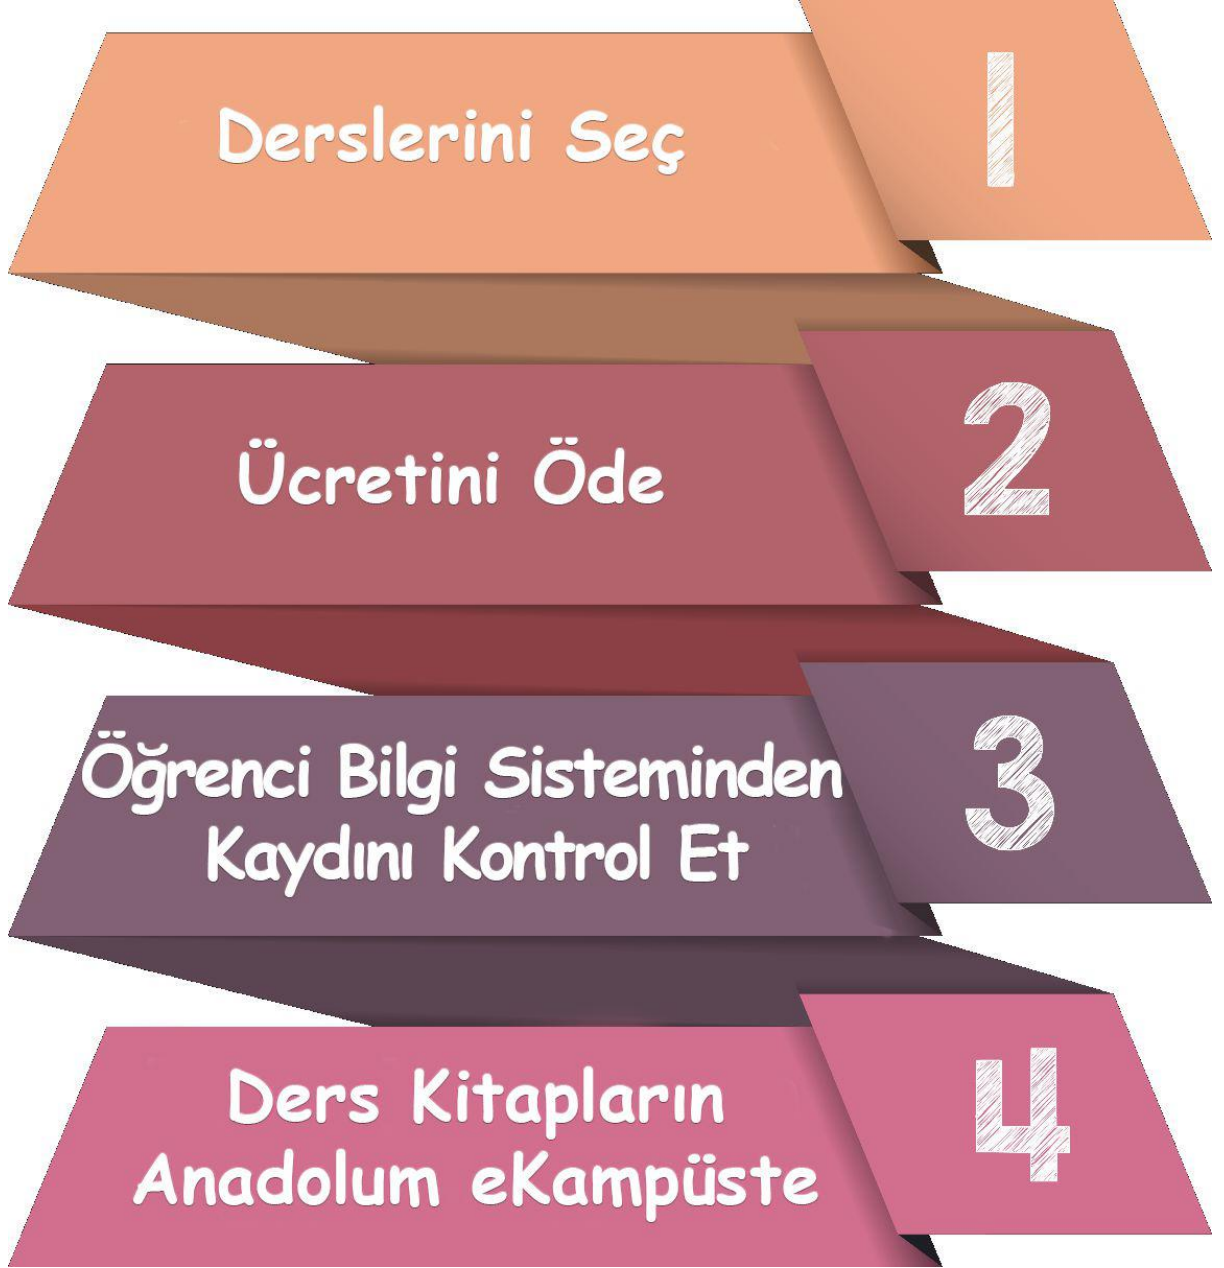 Derslerini Seç
1
Ücretini Öde
2
Öğrenci Bilgi Sisteminden
Kaydını Kontrol Et
3
Ders Kitapların
Anadolum eKampüste
4